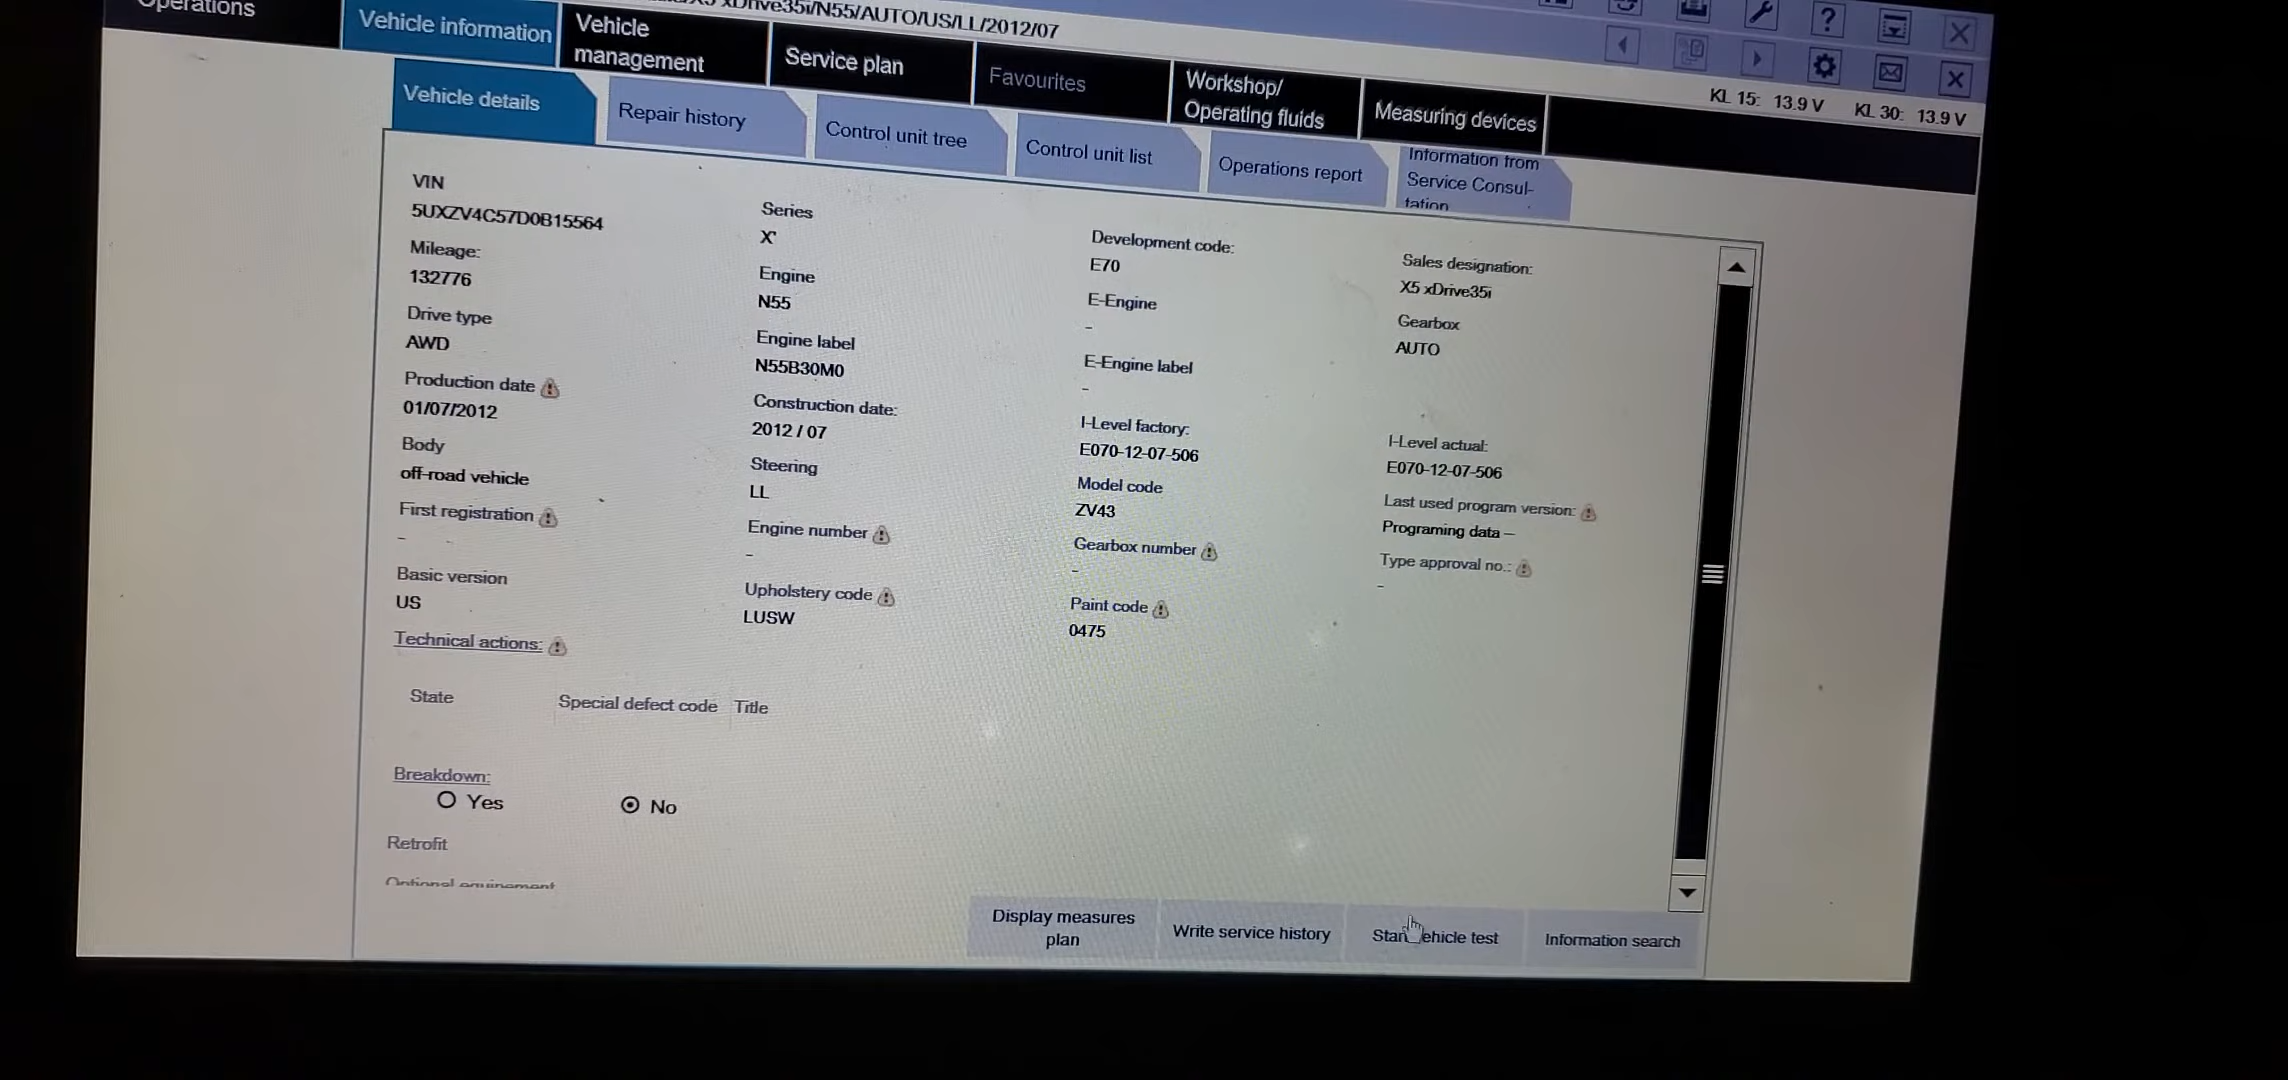 Operations
xDrive35i/N55/AUTO/US/LL/2012/07
Vehicle information
Vehicle
management
Service plan
Favourites
Workshop/
Operating fluids
Measuring devices
KL 15: 13.9 V KL 30: 13.9 V
Vehicle details
Repair history
Control unit tree
Control unit list
Operations report
Information from
Service Consul-
tation
VIN
5UXZV4C57D0B15564
Series
X'
Development code:
E70
Sales designation:
X5 xDrive35i
Mileage:
132776
Engine
N55
E-Engine
-
Gearbox
AUTO
Drive type
AWD
Engine label
N55B30M0
E-Engine label
-
Production date
01/07/2012
Construction date:
2012 / 07
I-Level factory:
E070-12-07-506
I-Level actual:
E070-12-07-506
Body
off-road vehicle
Steering
LL
Model code
ZV43
Last used program version:
Programing data –
First registration
-
Engine number
-
Gearbox number
-
Type approval no.:
-
Basic version
US
Upholstery code
LUSW
Paint code
0475
Technical actions:
State Special defect code Title
Breakdown:
Yes No
Retrofit
Optional equipment
Display measures
plan
Write service history
Start vehicle test
Information search